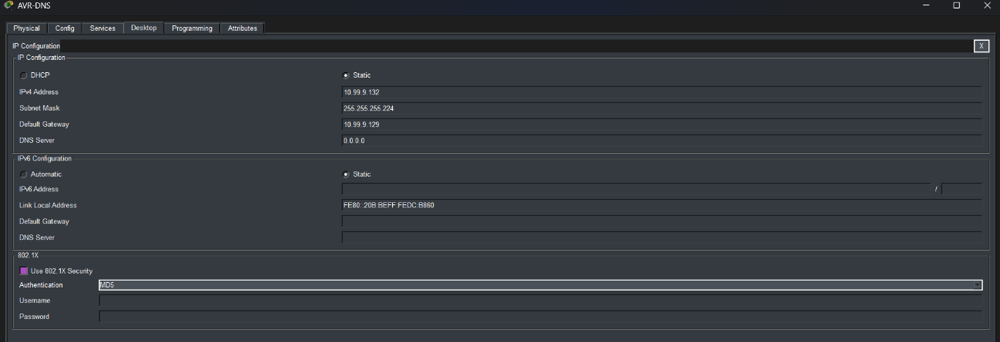 AVR-DNS
Physical Config Services Desktop Programming Attributes
IP Configuration X
IP Configuration
DHCP Static
IPv4 Address 10.99.9.132
Subnet Mask 255.255.255.224
Default Gateway 10.99.9.129
DNS Server 0.0.0.0
IPv6 Configuration
Automatic Static
IPv6 Address /
Link Local Address FE80::20B:BEFF:FEDC:B860
Default Gateway
DNS Server
802.1X
Use 802.1X Security
Authentication MD5
Username
Password